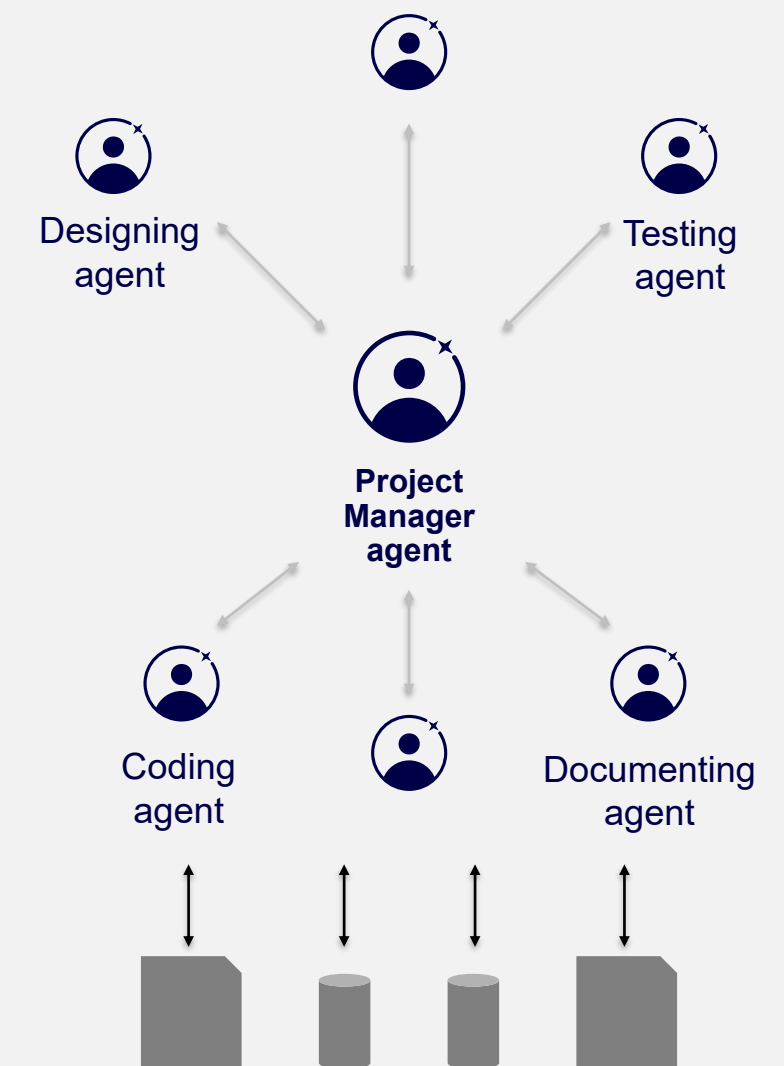 Designing
agent
Testing
agent
Project
Manager
agent
Coding
agent
Documenting
agent